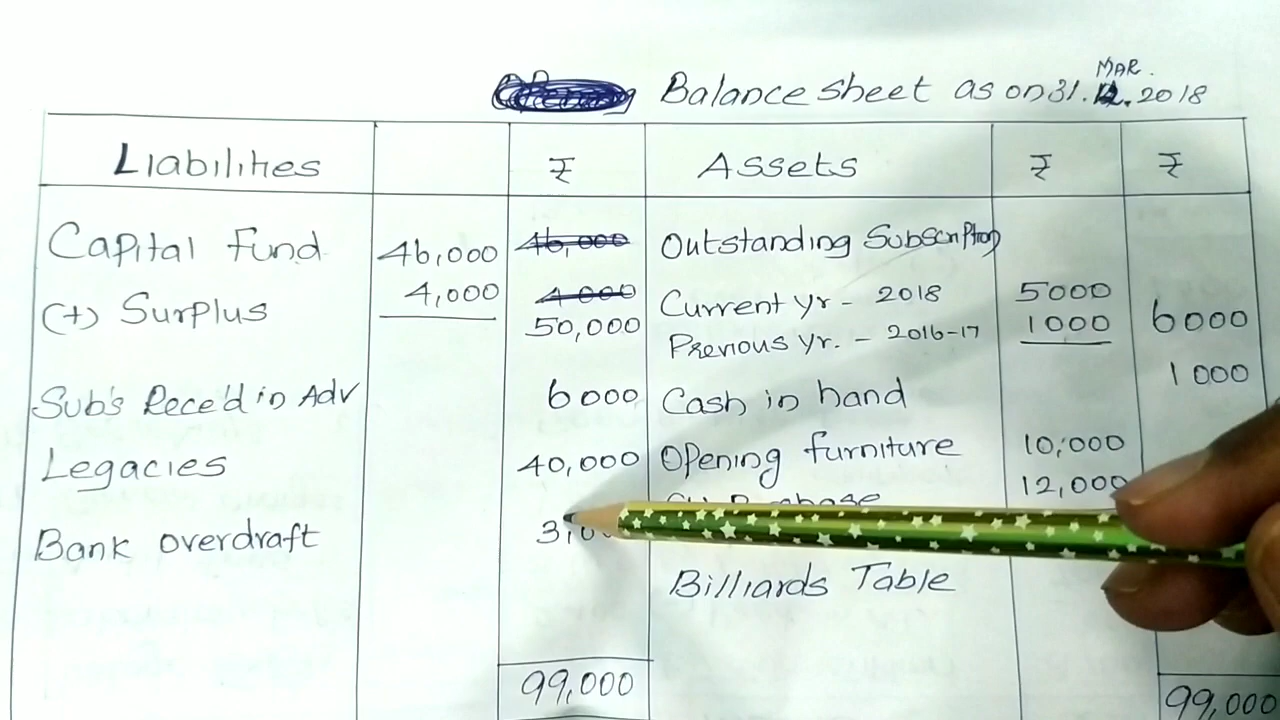 Balance sheet as on 31. MAR. 2018
Liabilities ₹ Assets ₹ ₹
Capital Fund 46,000 46,000 Outstanding Subscription
(+) Surplus 4,000 4000 Current yr - 2018 5000
50,000 Previous yr. - 2016-17 1000 6000
Sub's Rece'd in Adv 6000 Cash in hand 1000
Legacies 40,000 Opening furniture 10,000
12,000
Bank overdraft
Billiards Table
99,000 99,000